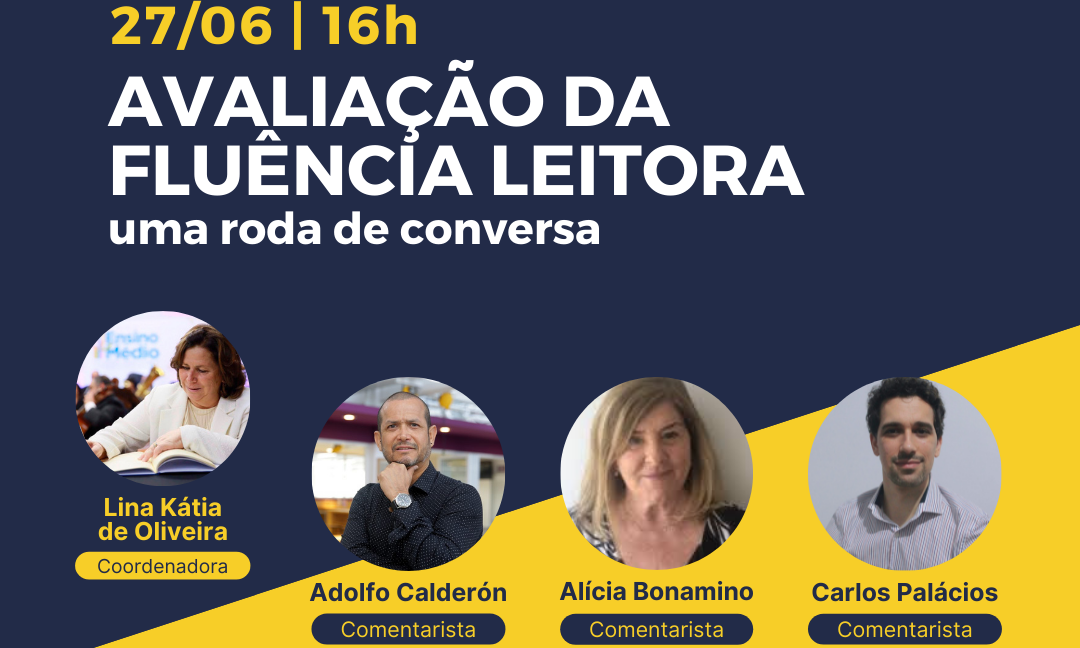 27/06 | 16h
AVALIAÇÃO DA
FLUÊNCIA LEITORA
uma roda de conversa
Ensino
Médio
Lina Kátia
de Oliveira
Coordenadora
Adolfo Calderón
Comentarista
Alícia Bonamino
Comentarista
Carlos Palácios
Comentarista